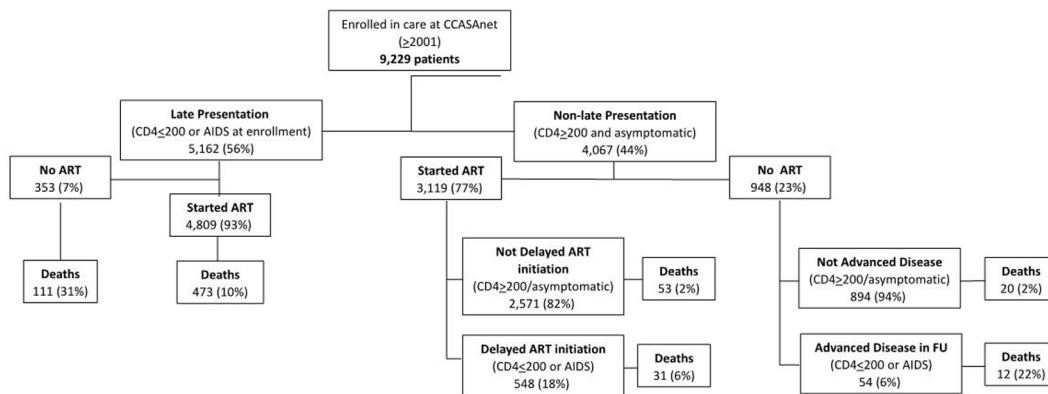 Enrolled in care at CCASAnet
(≥2001)
9,229 patients
Late Presentation
(CD4≤200 or AIDS at enrollment)
5,162 (56%)
Non-late Presentation
(CD4≥200 and asymptomatic)
4,067 (44%)
No ART
353 (7%)
Started ART
4,809 (93%)
Started ART
3,119 (77%)
No ART
948 (23%)
Deaths
111 (31%)
Deaths
473 (10%)
Not Delayed ART
initiation
(CD4≥200/asymptomatic)
2,571 (82%)
Deaths
53 (2%)
Not Advanced Disease
(CD4≥200/asymptomatic)
894 (94%)
Deaths
20 (2%)
Delayed ART initiation
(CD4≤200 or AIDS)
548 (18%)
Deaths
31 (6%)
Advanced Disease in FU
(CD4≤200 or AIDS)
54 (6%)
Deaths
12 (22%)